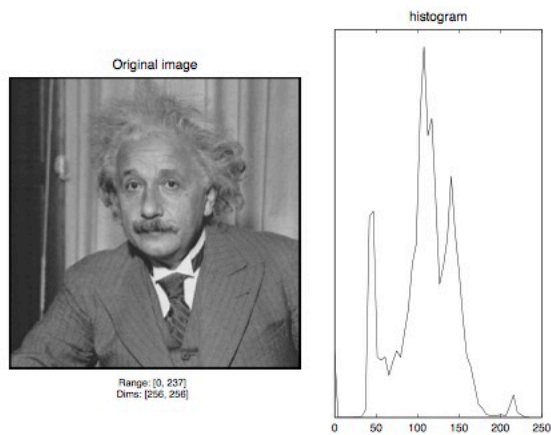 Original image
Range: [0, 237]
Dims: [256, 256]
histogram
0 50 100 150 200 250